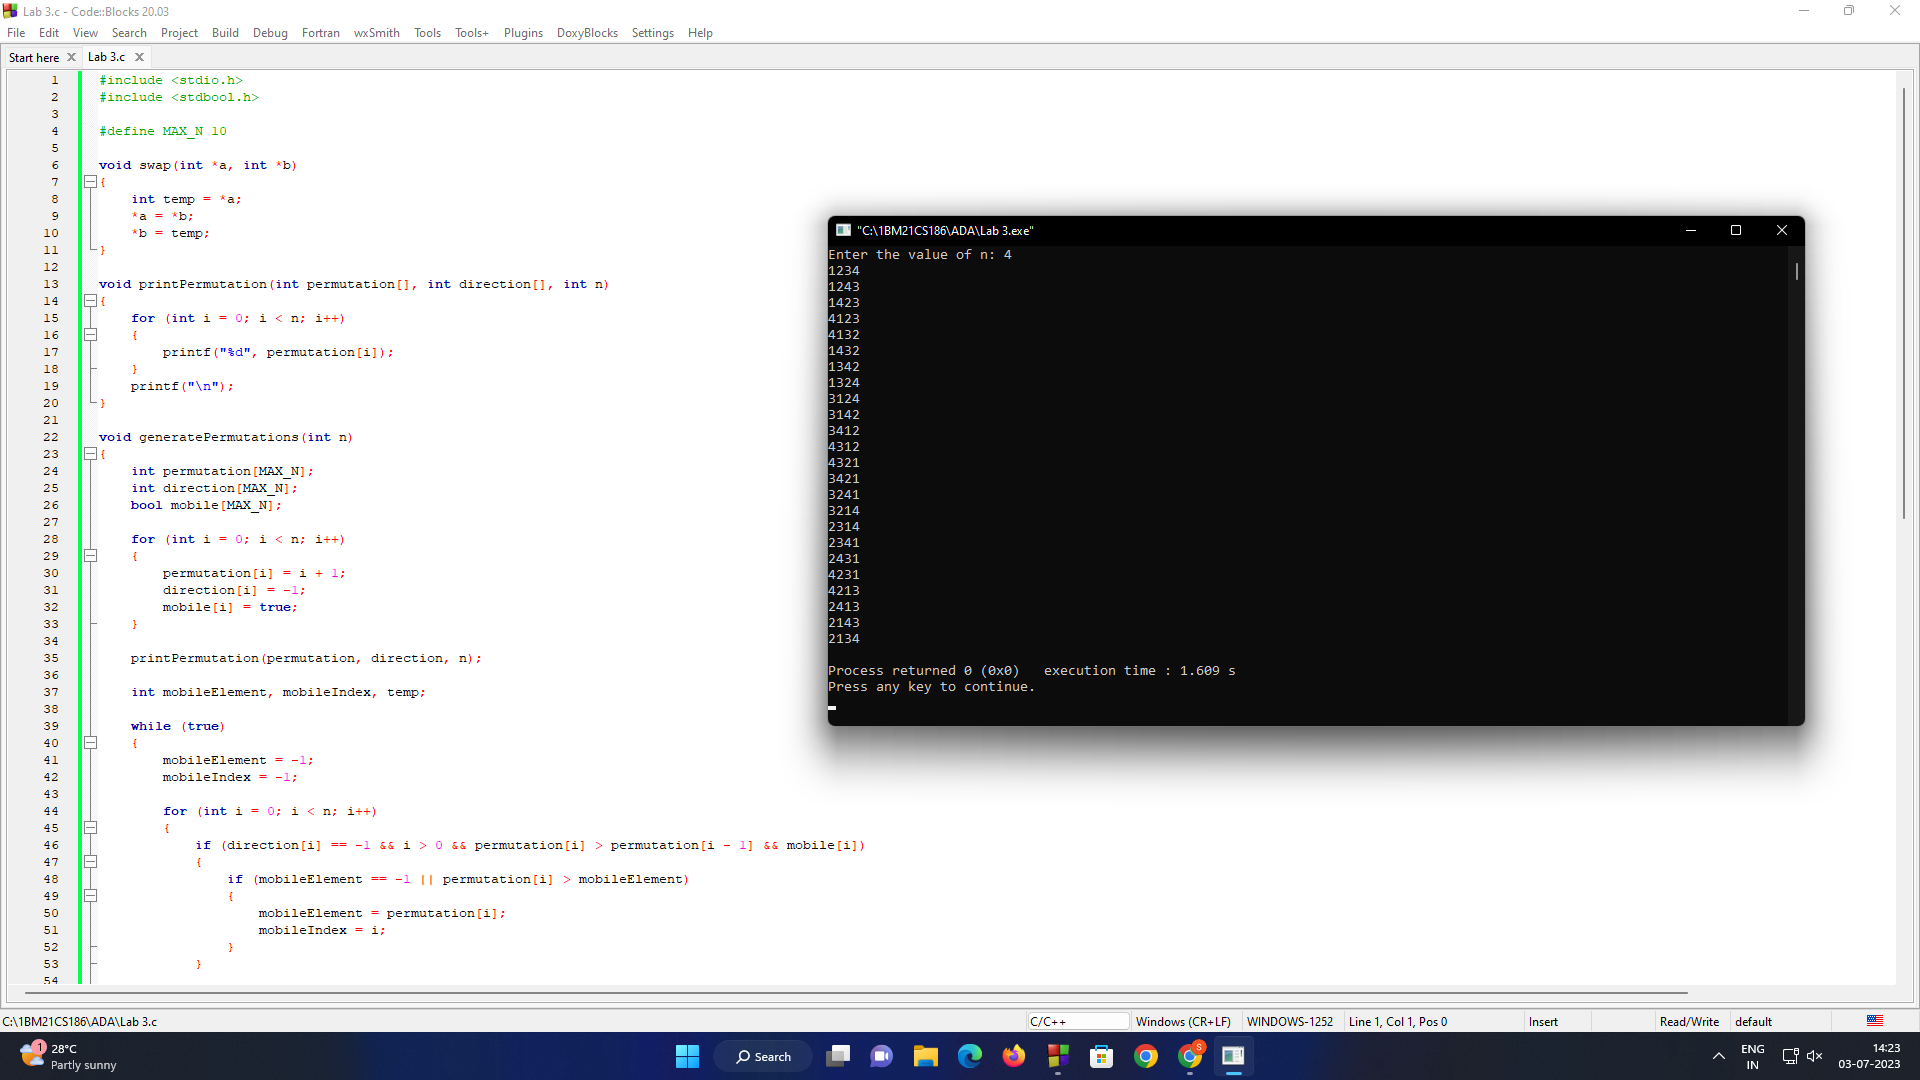 Lab 3.c - Code::Blocks 20.03
File Edit View Search Project Build Debug Fortran wxSmith Tools Tools+ Plugins DoxyBlocks Settings Help
Start here Lab 3.c
1 #include <stdio.h>
2 #include <stdbool.h>
3
4 #define MAX_N 10
5
6 void swap(int *a, int *b)
7 {
8 int temp = *a;
9 *a = *b;
10 *b = temp;
11 }
12
13 void printPermutation(int permutation[], int direction[], int n)
14 {
15 for (int i = 0; i < n; i++)
16 {
17 printf("%d", permutation[i]);
18 }
19 printf("\n");
20 }
21
22 void generatePermutations(int n)
23 {
24 int permutation[MAX_N];
25 int direction[MAX_N];
26 bool mobile[MAX_N];
27
28 for (int i = 0; i < n; i++)
29 {
30 permutation[i] = i + 1;
31 direction[i] = -1;
32 mobile[i] = true;
33 }
34
35 printPermutation(permutation, direction, n);
36
37 int mobileElement, mobileIndex, temp;
38
39 while (true)
40 {
41 mobileElement = -1;
42 mobileIndex = -1;
43
44 for (int i = 0; i < n; i++)
45 {
46 if (direction[i] == -1 && i > 0 && permutation[i] > permutation[i - 1] && mobile[i])
47 {
48 if (mobileElement == -1 || permutation[i] > mobileElement)
49 {
50 mobileElement = permutation[i];
51 mobileIndex = i;
52 }
53 }
54
"C:\1BM21CS186\ADA\Lab 3.exe"
Enter the value of n: 4
1234
1243
1423
4123
4132
1432
1342
1324
3124
3142
3412
4312
4321
3421
3241
3214
2314
2341
2431
4231
4213
2413
2143
2134
Process returned 0 (0x0) execution time : 1.609 s
Press any key to continue.
C:\1BM21CS186\ADA\Lab 3.c C/C++ Windows (CR+LF) WINDOWS-1252 Line 1, Col 1, Pos 0 Insert Read/Write default
1 28°C
Partly sunny
Search
S
ENG
IN
14:23
03-07-2023